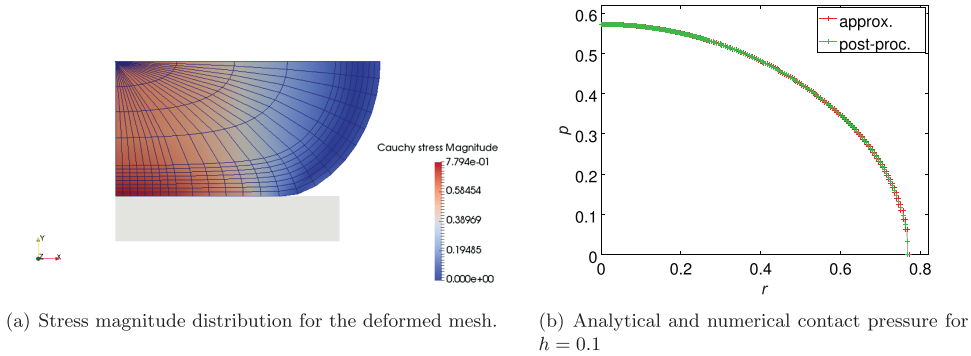 Cauchy stress Magnitude
7.794e-01
0.58454
0.38969
0.19485
0.000e+00
Y
Z
X
(a) Stress magnitude distribution for the deformed mesh.
approx.
post-proc.
0.6
0.5
0.4
0.3
0.2
0.1
0
p
0
0.2
0.4
0.6
0.8
r
(b) Analytical and numerical contact pressure for
h = 0.1